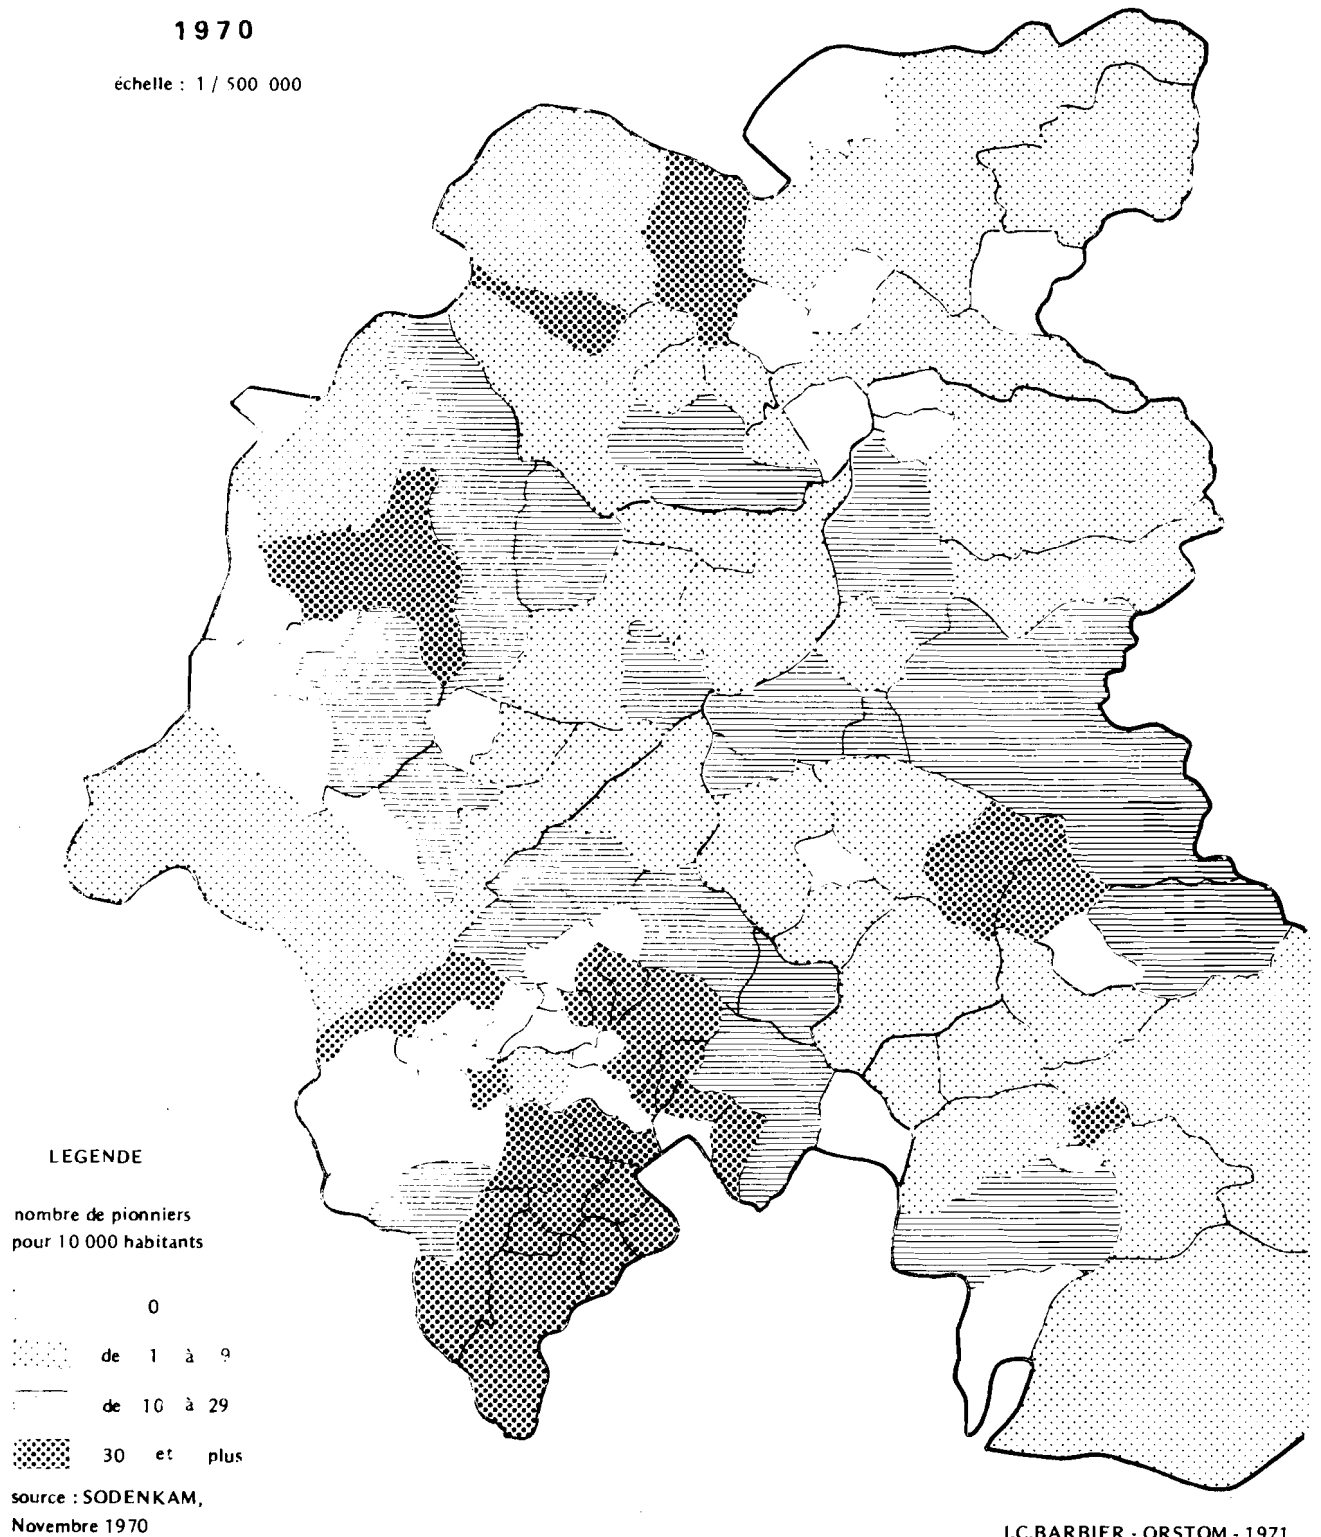 1970
échelle : 1 / 500 000
LEGENDE
nombre de pionniers
pour 10 000 habitants
0
de 1 à 9
de 10 à 29
30 et plus
source : SODENKAM,
Novembre 1970
J.C.BARBIER - ORSTOM - 1971